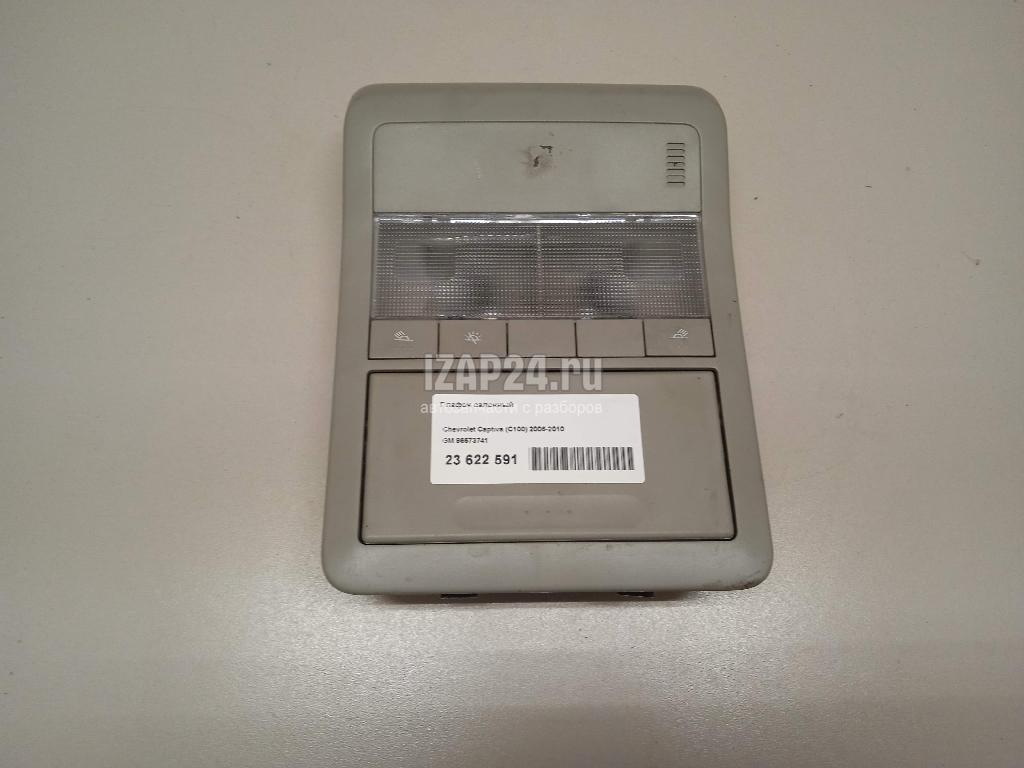 IZAP24.ru
Плафон салонный
автозапчасти с разборов
Chevrolet Captiva (C100) 2006-2010
GM 96673741
23 622 591